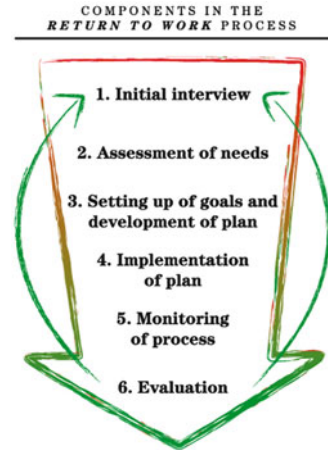 COMPONENTS IN THE
RETURN TO WORK PROCESS
1. Initial interview
2. Assessment of needs
3. Setting up of goals and
development of plan
4. Implementation
of plan
5. Monitoring
of process
6. Evaluation